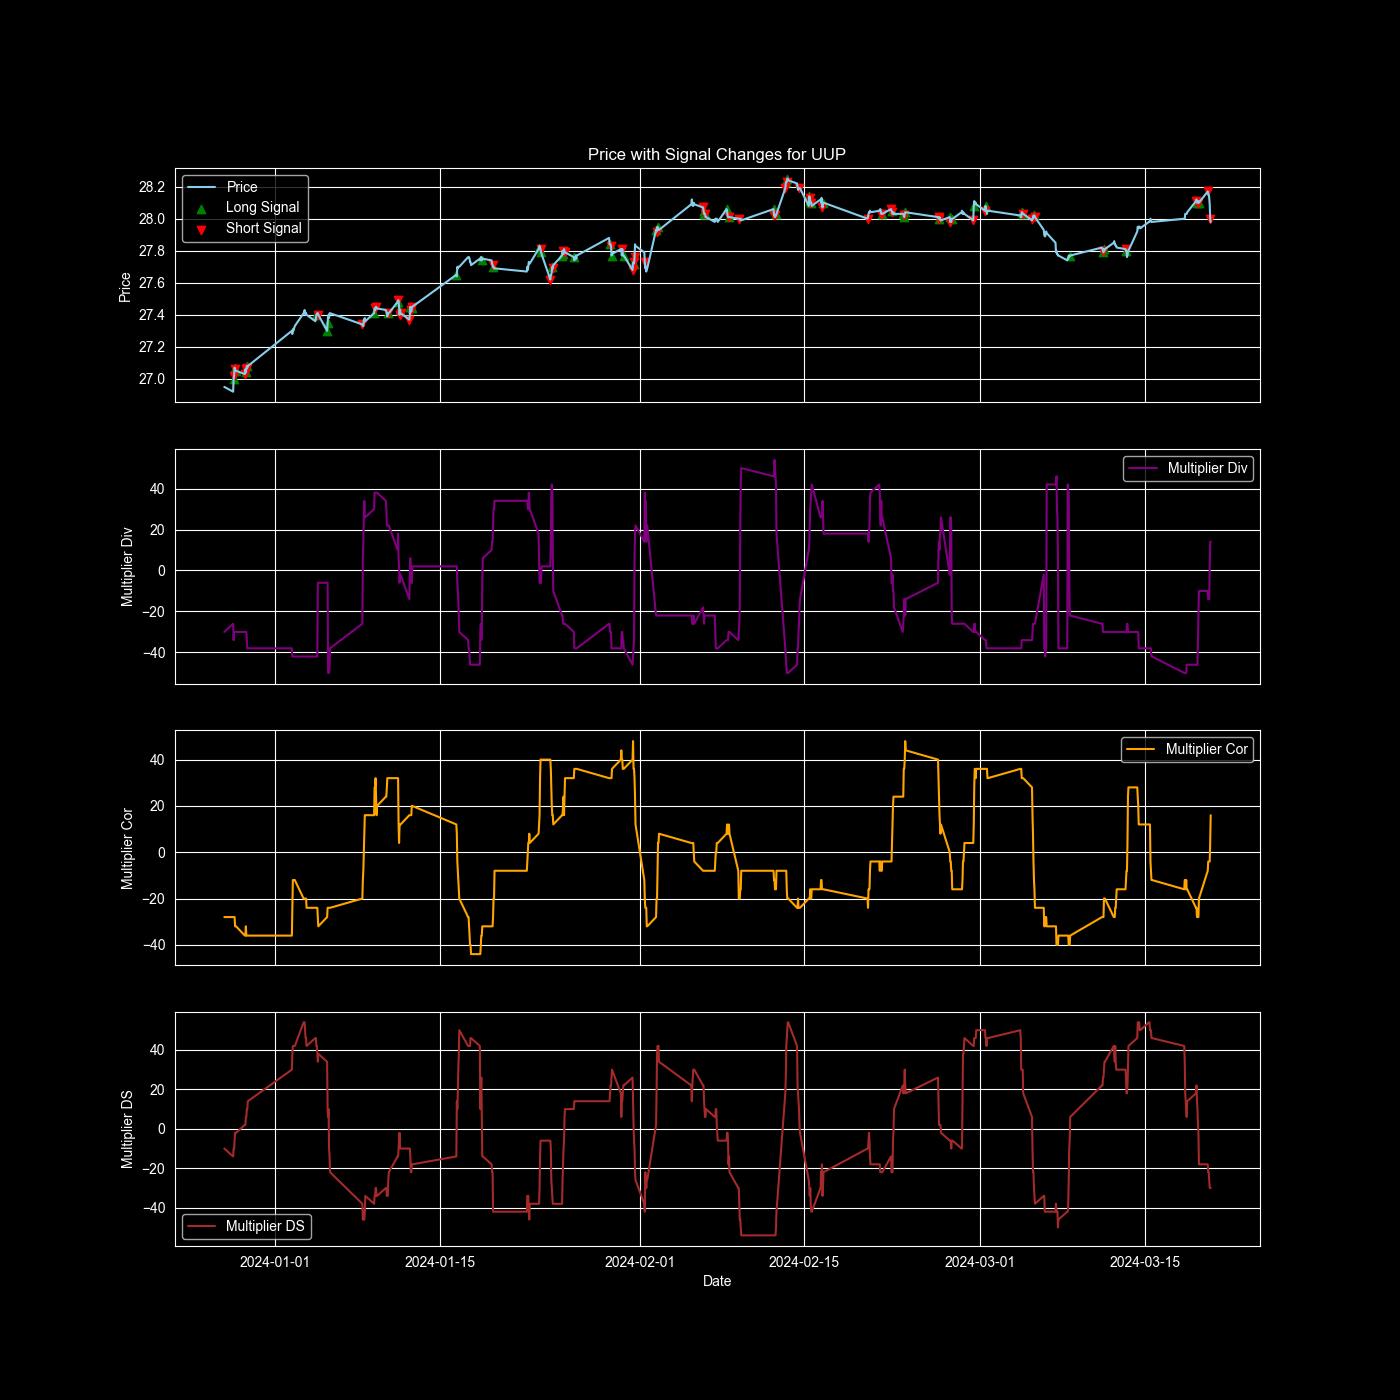 Price with Signal Changes for UUP
Price
Long Signal
Short Signal
28.2
28.0
27.8
27.6
27.4
27.2
27.0
Price
Multiplier Div
40
20
0
−20
−40
Multiplier Div
Multiplier Cor
40
20
0
−20
−40
Multiplier Cor
40
20
0
−20
−40
Multiplier DS
Multiplier DS
2024-01-01 2024-01-15 2024-02-01 2024-02-15 2024-03-01 2024-03-15
Date